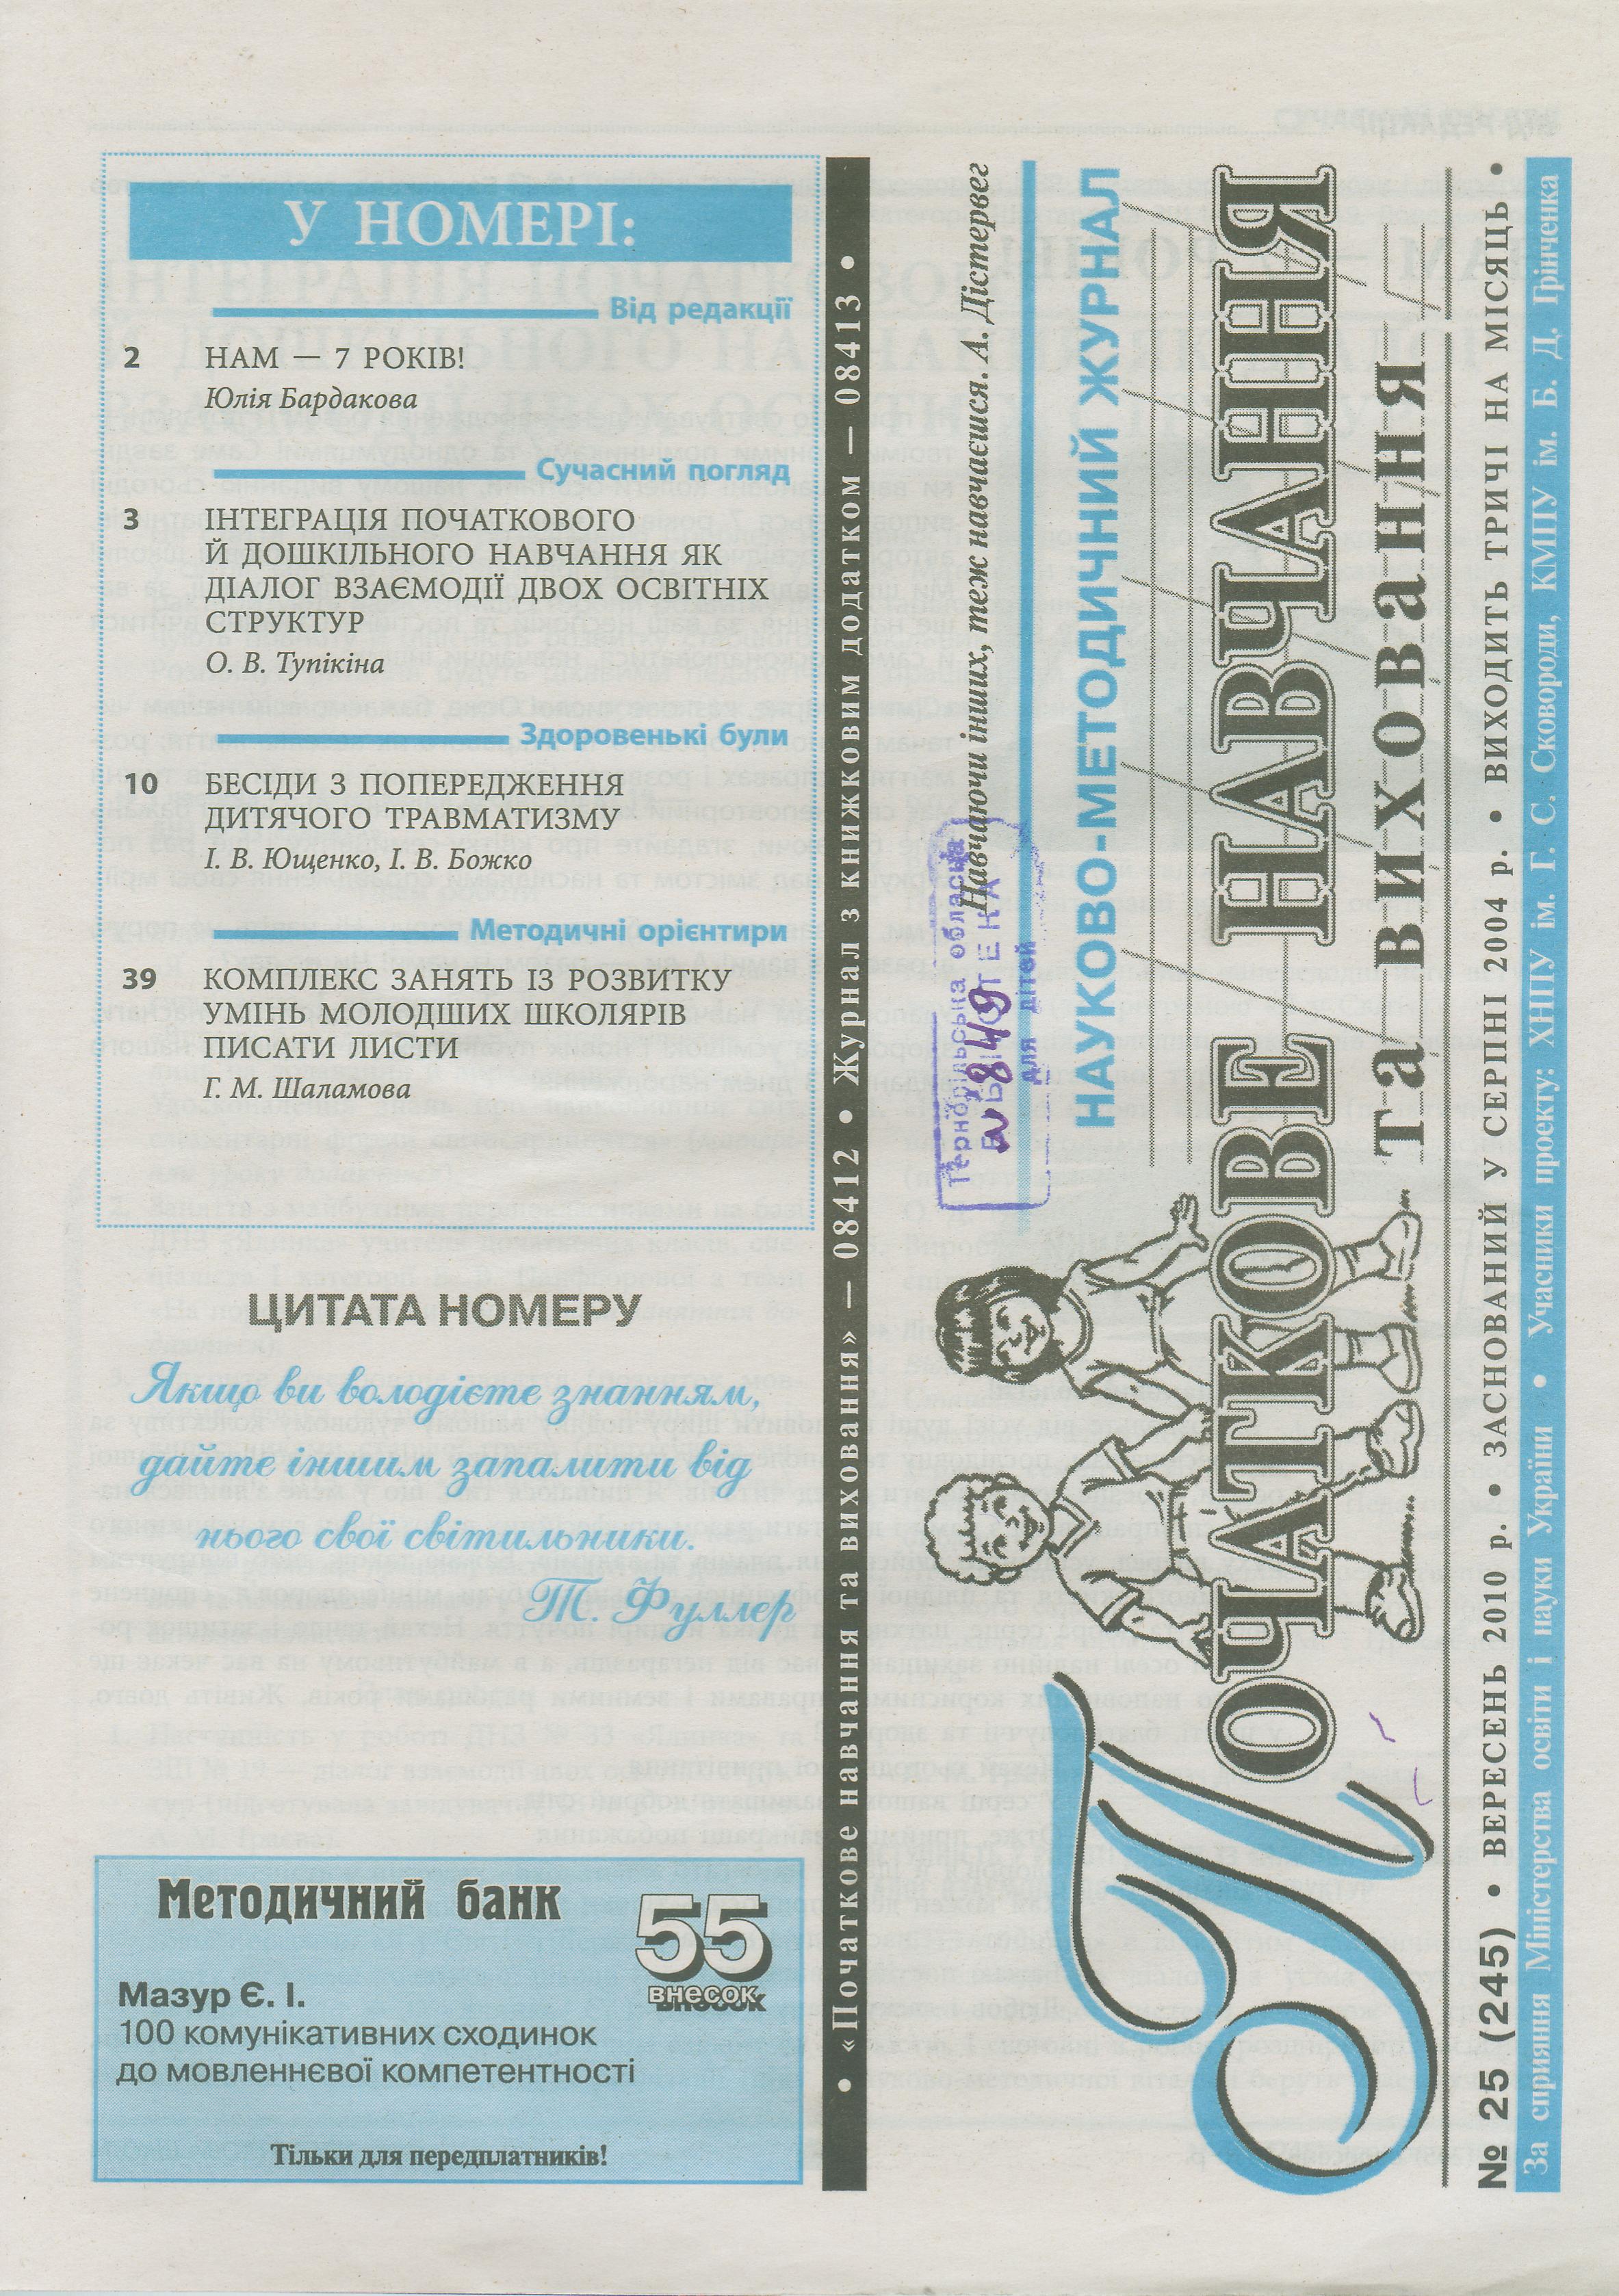 У НОМЕРІ:
Від редакції
2 НАМ — 7 РОКІВ!
Юлія Бардакова
Сучасний погляд
3 ІНТЕГРАЦІЯ ПОЧАТКОВОГО
Й ДОШКІЛЬНОГО НАВЧАННЯ ЯК
ДІАЛОГ ВЗАЄМОДІЇ ДВОХ ОСВІТНІХ
СТРУКТУР
О. В. Тупікіна
Здоровенькі були
10 БЕСІДИ З ПОПЕРЕДЖЕННЯ
ДИТЯЧОГО ТРАВМАТИЗМУ
І. В. Ющенко, І. В. Божко
Методичні орієнтири
39 КОМПЛЕКС ЗАНЯТЬ ІЗ РОЗВИТКУ
УМІНЬ МОЛОДШИХ ШКОЛЯРІВ
ПИСАТИ ЛИСТИ
Г. М. Шаламова
ЦИТАТА НОМЕРУ
Якщо ви володієте знанням,
дайте іншим запалити від
нього свої світильники.
Т. Фуллер
Методичний банк
55
внесок
Мазур Є. І.
100 комунікативних сходинок
до мовленнєвої компетентності
Тільки для передплатників!
• «Початкове навчання та виховання» — 08412 • Журнал з книжковим додатком — 08413 •
Навчаючи інших, теж навчаєшся. А. Дістервег
Тернопільська обласна
БІБЛІОТЕКА
для дітей
849
НАУКОВО-МЕТОДИЧНИЙ ЖУРНАЛ
ПОЧАТКОВЕ НАВЧАННЯ
та виховання
№ 25 (245) • ВЕРЕСЕНЬ 2010 р. • ЗАСНОВАНИЙ У СЕРПНІ 2004 р. • ВИХОДИТЬ ТРИЧІ НА МІСЯЦЬ •
За сприяння Міністерства освіти і науки України • Учасники проекту: ХНПУ ім. Г. С. Сковороди, КМПУ ім. Б. Д. Грінченка